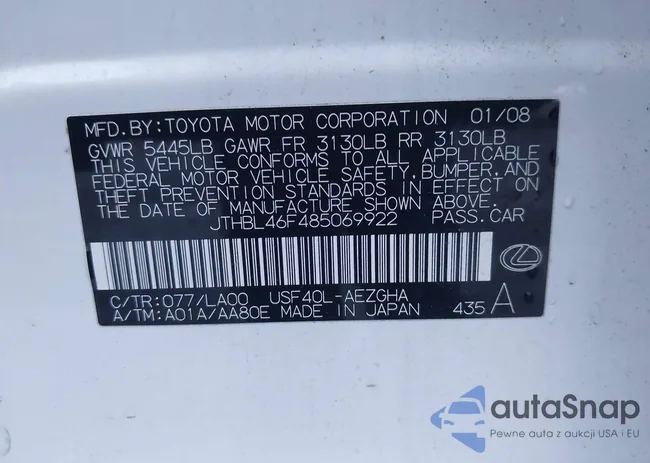 MFD.BY:TOYOTA MOTOR CORPORATION 01/08
GVWR 5445LB GAWR FR 3130LB RR 3130LB
THIS VEHICLE CONFORMS TO ALL APPLICABLE
FEDERAL MOTOR VEHICLE SAFETY,BUMPER,AND
THEFT PREVENTION STANDARDS IN EFFECT ON
THE DATE OF MANUFACTURE SHOWN ABOVE.
JTHBL46F485069922 PASS.CAR
C/TR:077/LA00 USF40L-AEZGHA
A/TM:A01A/AA80E MADE IN JAPAN 435 A
autoSnap
Pewne auta z aukcji USA i EU